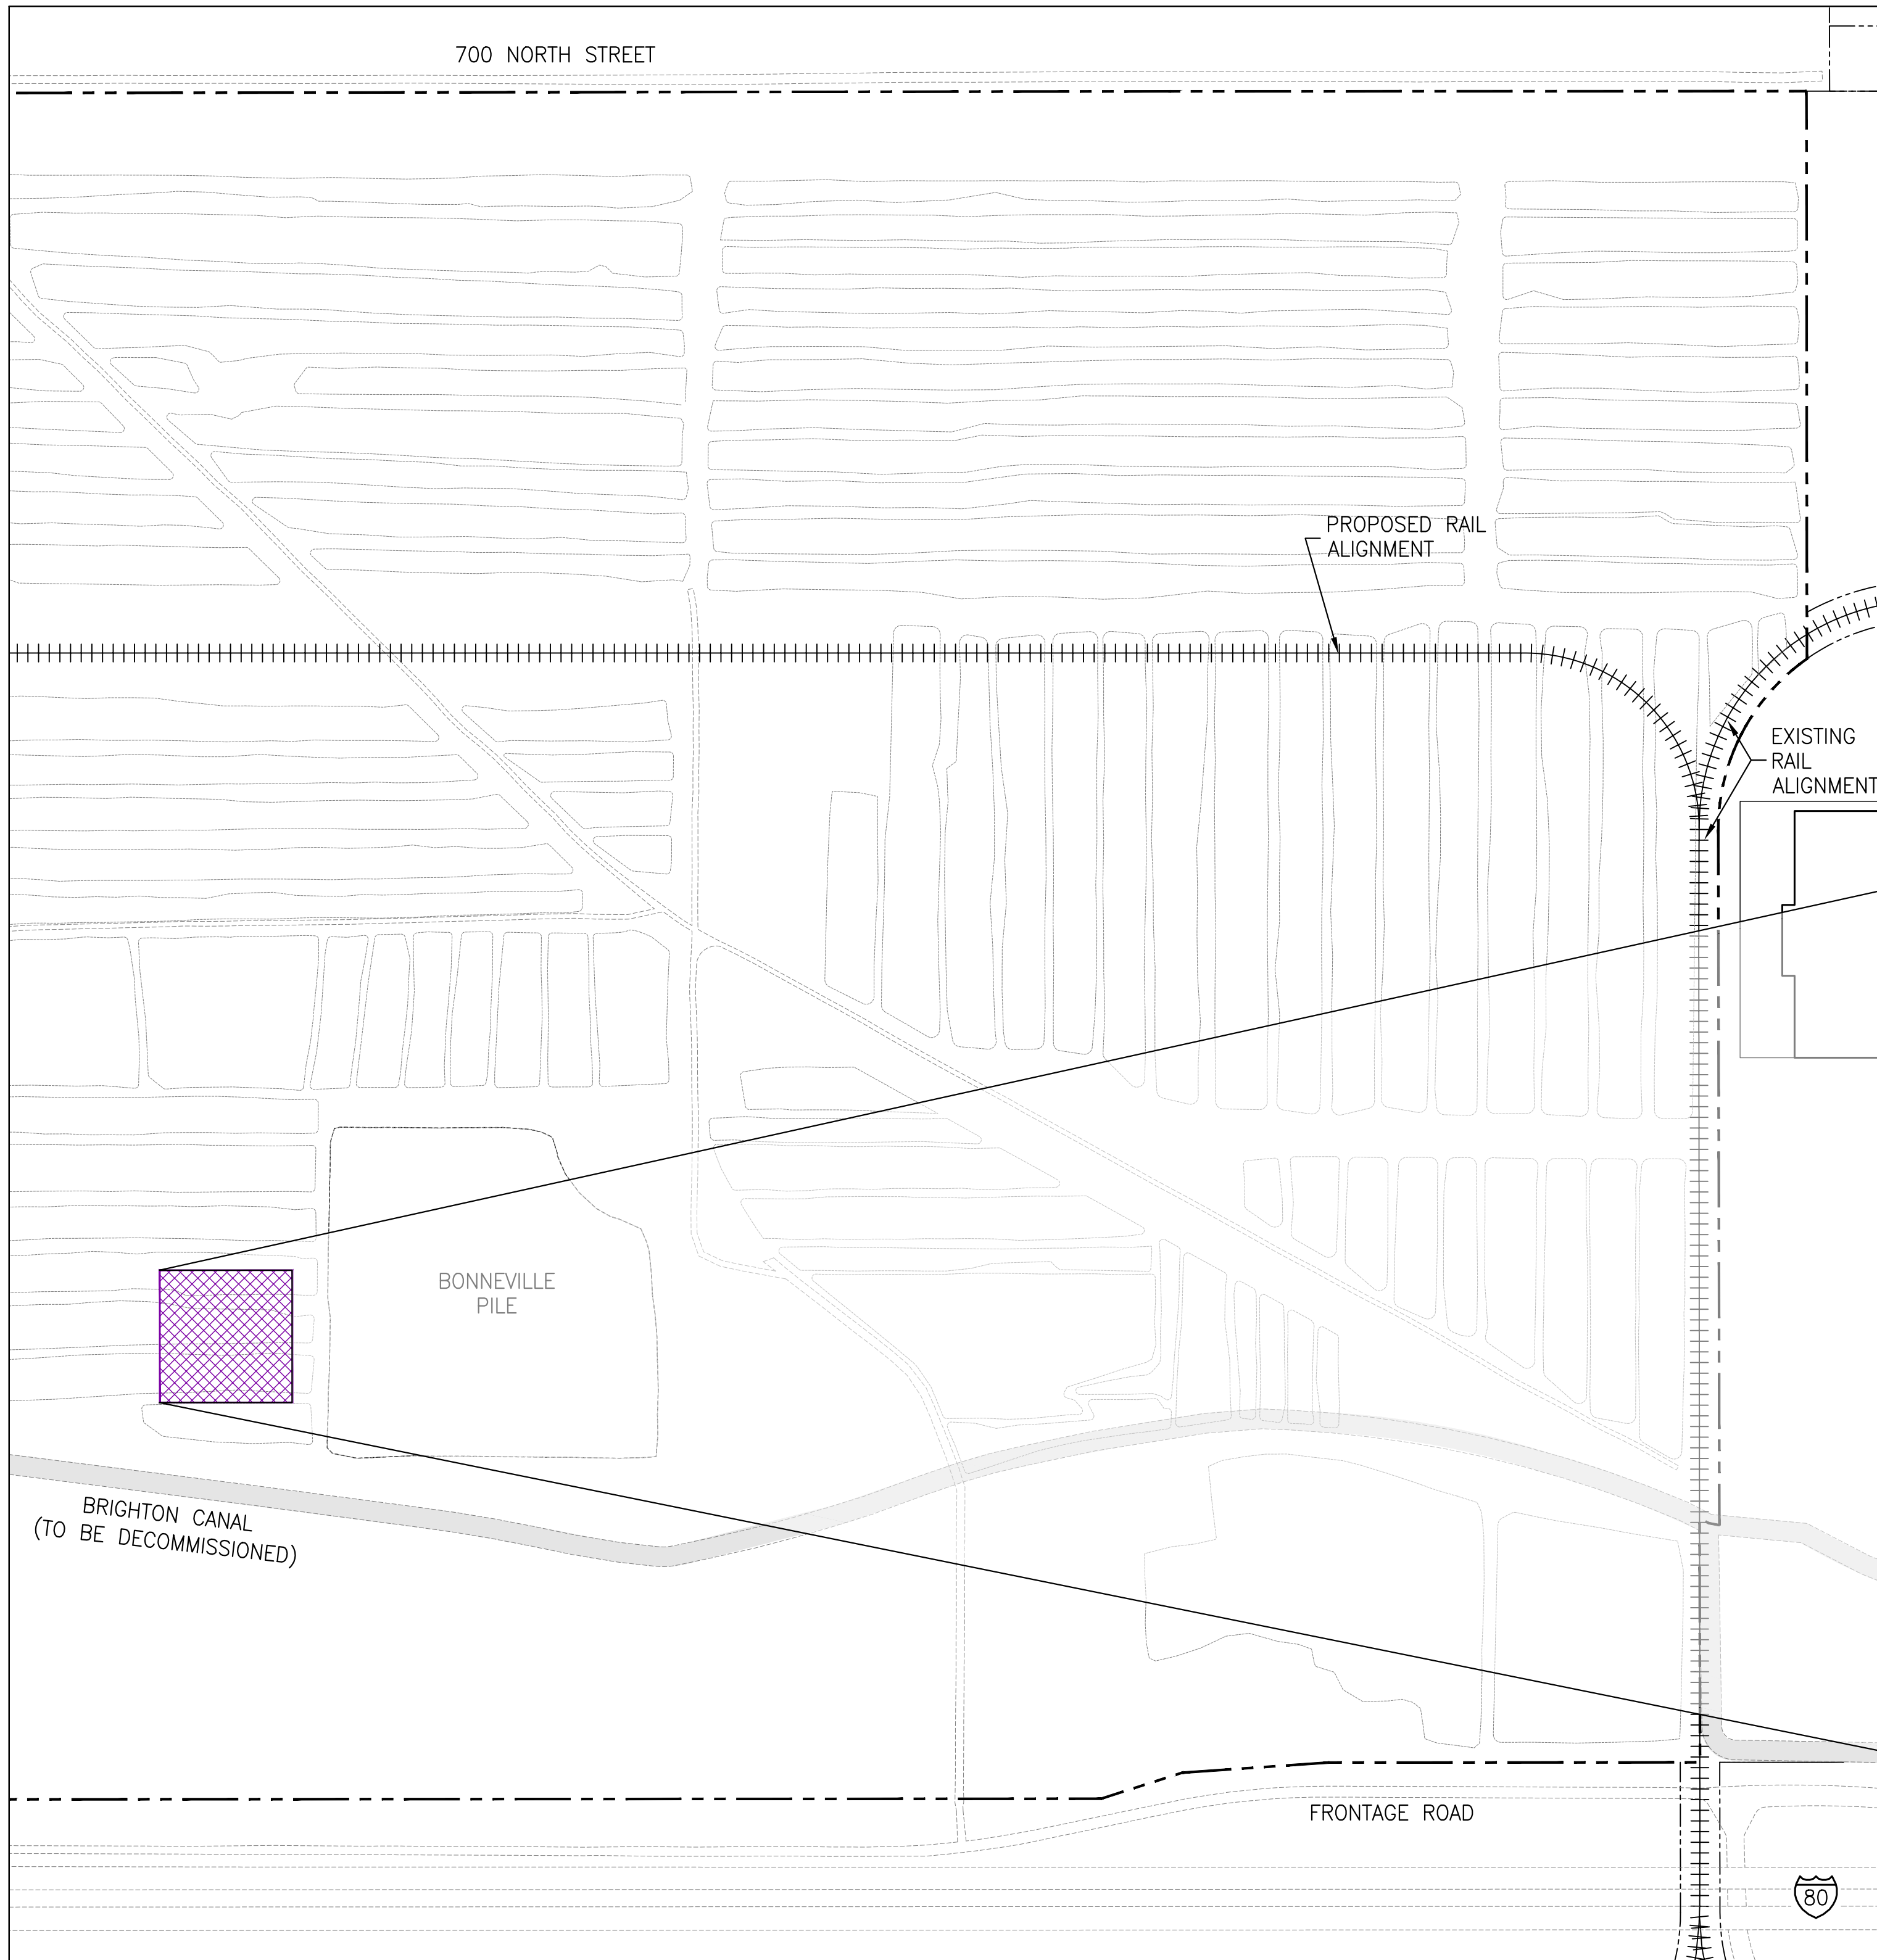 700 NORTH STREET
PROPOSED RAIL
ALIGNMENT
EXISTING
RAIL
ALIGNMENT
BONNEVILLE
PILE
BRIGHTON CANAL
(TO BE DECOMMISSIONED)
FRONTAGE ROAD
80